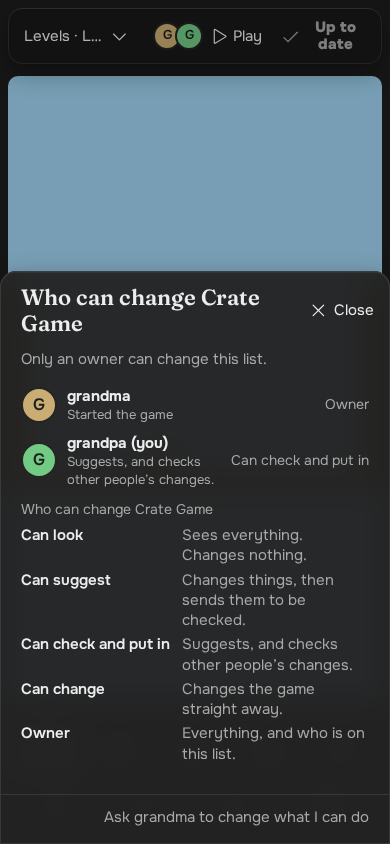 Levels · L...
G
G
Play
Up to
date
Who can change Crate
Game
Close
Only an owner can change this list.
G
grandma
Started the game
Owner
G
grandpa (you)
Suggests, and checks
other people's changes.
Can check and put in
Who can change Crate Game
Can look
Sees everything.
Changes nothing.
Can suggest
Changes things, then
sends them to be
checked.
Can check and put in
Suggests, and checks
other people's changes.
Can change
Changes the game
straight away.
Owner
Everything, and who is on
this list.
Ask grandma to change what I can do